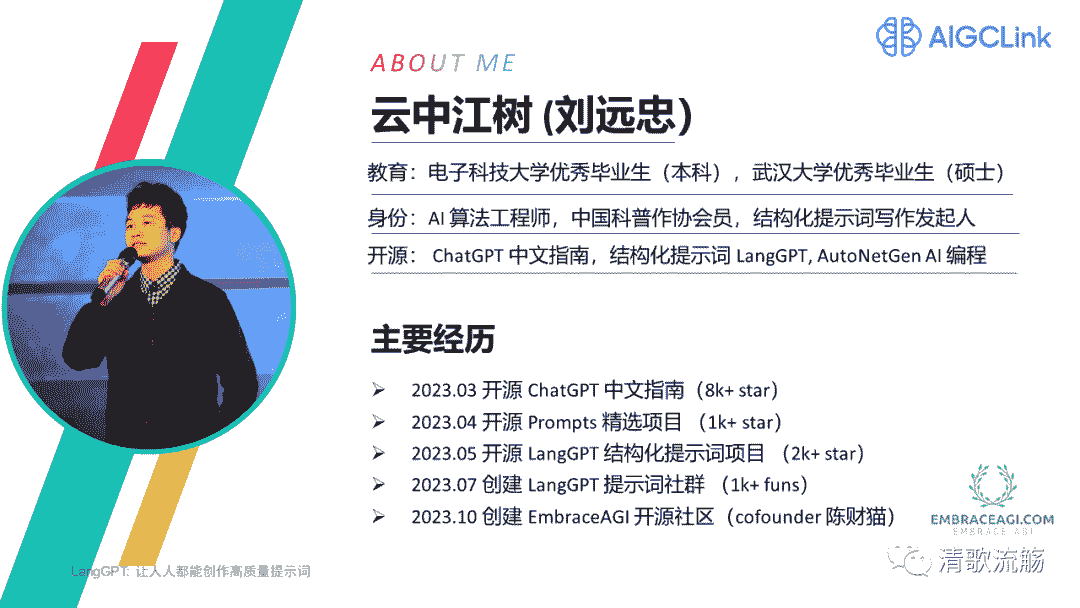 AIGCLink
ABOUT ME
云中江树 (刘远忠)
教育：电子科技大学优秀毕业生（本科），武汉大学优秀毕业生（硕士）
身份：AI 算法工程师，中国科普作协会员，结构化提示词写作发起人
开源： ChatGPT 中文指南，结构化提示词 LangGPT, AutoNetGen AI 编程
主要经历
➢ 2023.03 开源 ChatGPT 中文指南（8k+ star）
➢ 2023.04 开源 Prompts 精选项目 （1k+ star）
➢ 2023.05 开源 LangGPT 结构化提示词项目 （2k+ star）
➢ 2023.07 创建 LangGPT 提示词社群 （1k+ funs）
➢ 2023.10 创建 EmbraceAGI 开源社区（cofounder 陈财猫）
EMBRACEAGI.COM
EMBRACE AGI
清歌流觞
LangGPT: 让人人都能创作高质量提示词